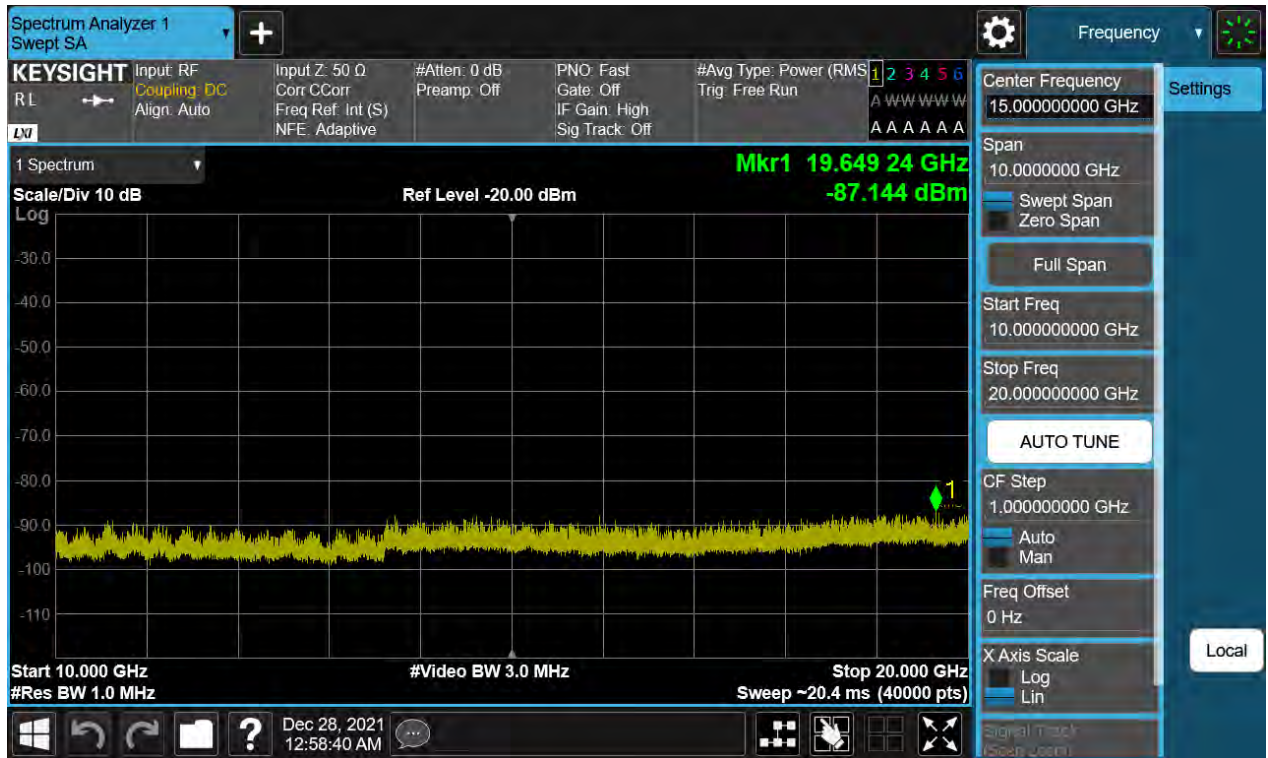 Spectrum Analyzer 1
Swept SA
Frequency
KEYSIGHT
RL
LXI
Input: RF
Coupling: DC
Align: Auto
Input Z: 50 Ω
Corr CCorr
Freq Ref: Int (S)
NFE: Adaptive
#Atten: 0 dB
Preamp: Off
PNO: Fast
Gate: Off
IF Gain: High
Sig Track: Off
#Avg Type: Power (RMS
Trig: Free Run
1 2 3 4 5 6
A W W W W W
A A A A A A
1 Spectrum
Scale/Div 10 dB
Log
Ref Level -20.00 dBm
Mkr1 19.649 24 GHz
-87.144 dBm
-30.0
-40.0
-50.0
-60.0
-70.0
-80.0
-90.0
-100
-110
1
Start 10.000 GHz
#Res BW 1.0 MHz
#Video BW 3.0 MHz
Stop 20.000 GHz
Sweep ~20.4 ms (40000 pts)
Center Frequency
15.000000000 GHz
Span
10.0000000 GHz
Swept Span
Zero Span
Full Span
Start Freq
10.000000000 GHz
Stop Freq
20.000000000 GHz
AUTO TUNE
CF Step
1.000000000 GHz
Auto
Man
Freq Offset
0 Hz
X Axis Scale
Log
Lin
Signal Track
(Span Zoom)
Settings
Local
?
Dec 28, 2021
12:58:40 AM